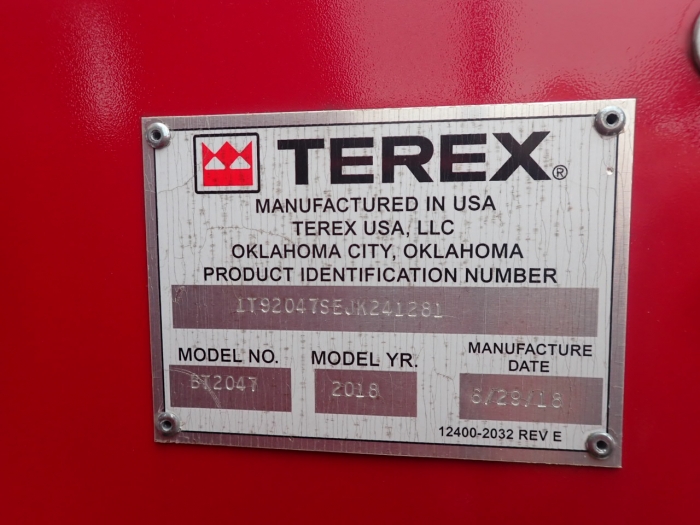 TEREX®
MANUFACTURED IN USA
TEREX USA, LLC
OKLAHOMA CITY, OKLAHOMA
PRODUCT IDENTIFICATION NUMBER
1T92047SEJK241281
MODEL NO. MODEL YR. MANUFACTURE DATE
BT2047 2018 6/29/18
12400-2032 REV E